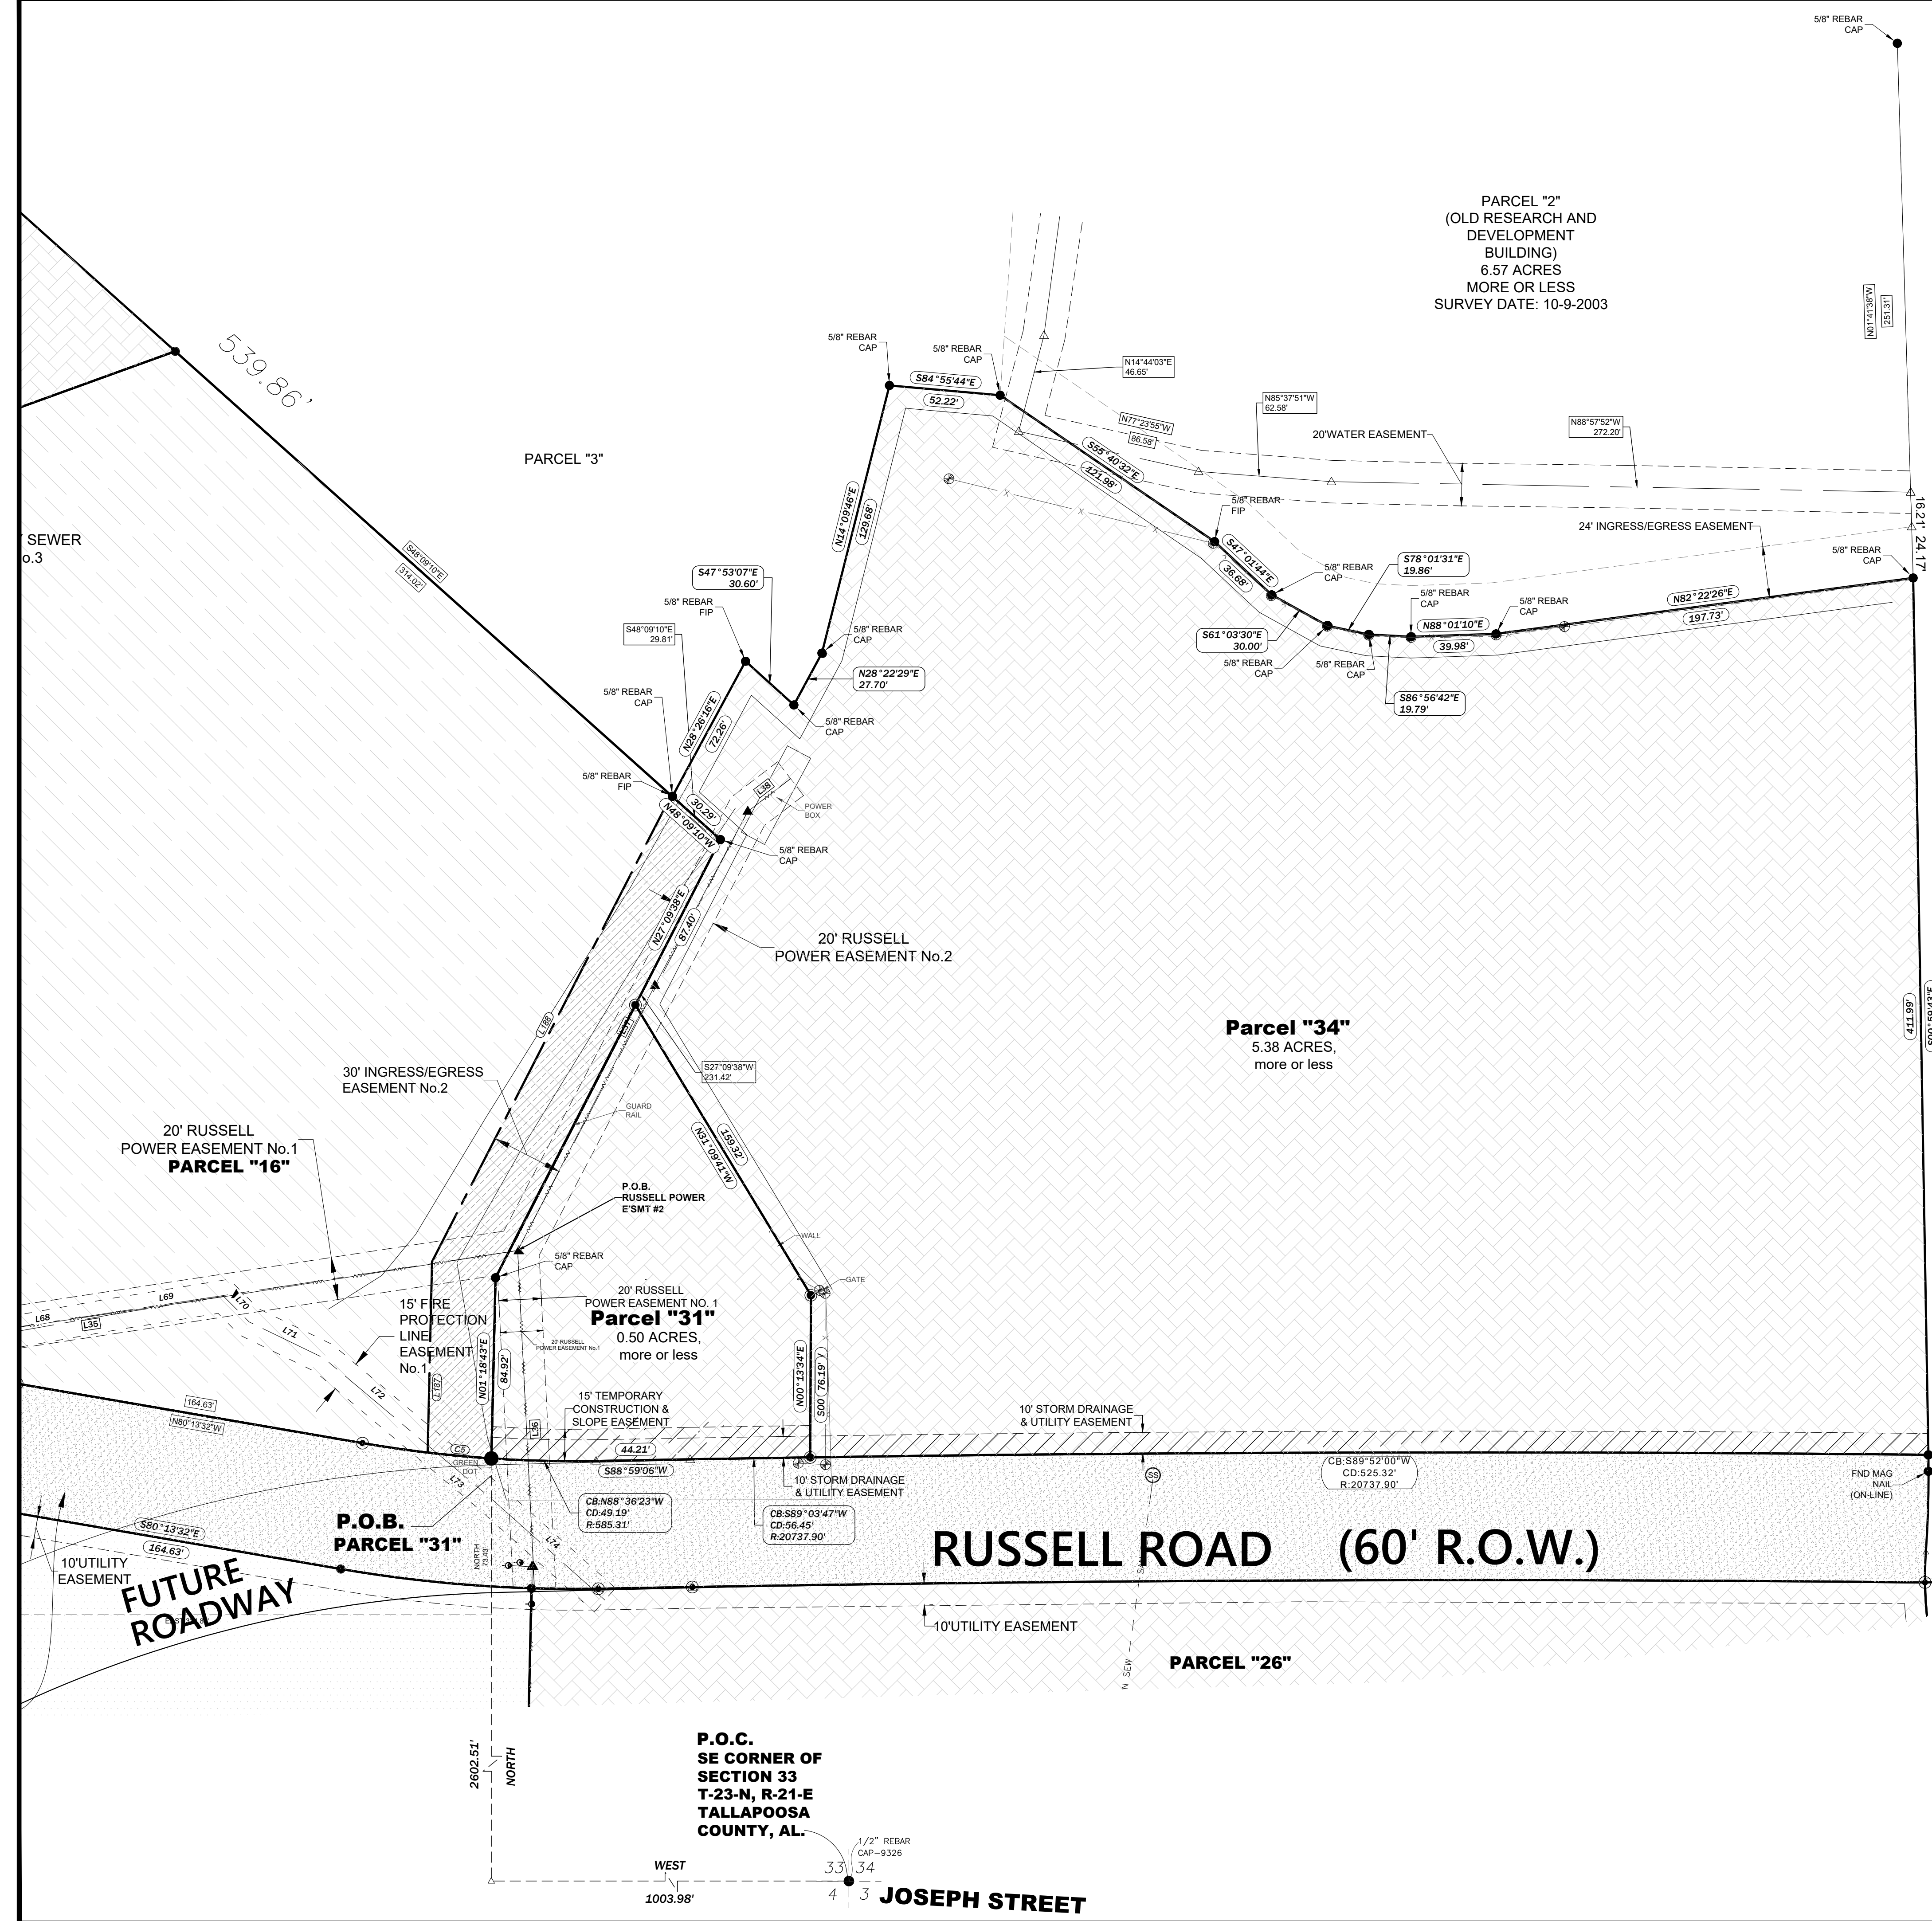 5/8" REBAR
CAP
PARCEL "2"
(OLD RESEARCH AND
DEVELOPMENT
BUILDING)
6.57 ACRES
MORE OR LESS
SURVEY DATE: 10-9-2003
N01°41'38"W
251.31'
539.86'
PARCEL "3"
SEWER
o.3
S48°09'10"E
314.02'
5/8" REBAR
CAP
5/8" REBAR
CAP
S84°55'44"E
52.22'
N14°44'03"E
46.65'
N85°37'51"W
62.58'
N77°23'55"W
86.58'
20'WATER EASEMENT
N88°57'52"W
272.20'
S55°40'32"E
121.98'
N14°09'46"E
129.68'
5/8" REBAR
FIP
24' INGRESS/EGRESS EASEMENT
16.21'
24.17'
5/8" REBAR
CAP
S47°01'44"E
36.68'
5/8" REBAR
CAP
S78°01'31"E
19.86'
5/8" REBAR
CAP
5/8" REBAR
CAP
N82°22'26"E
197.73'
N88°01'10"E
39.98'
S61°03'30"E
30.00'
5/8" REBAR
CAP
5/8" REBAR
CAP
S86°56'42"E
19.79'
S47°53'07"E
30.60'
5/8" REBAR
FIP
S48°09'10"E
29.81'
5/8" REBAR
CAP
N28°22'29"E
27.70'
5/8" REBAR
CAP
5/8" REBAR
CAP
N28°26'16"E
72.26'
5/8" REBAR
FIP
30.29'
N48°09'10"W
L38
POWER
BOX
5/8" REBAR
CAP
N27°09'38"E
87.40'
20' RUSSELL
POWER EASEMENT No.2
L188
L37
S27°09'38"W
231.42'
Parcel "34"
5.38 ACRES,
more or less
411.99'
S00°59'43"E
30' INGRESS/EGRESS
EASEMENT No.2
GUARD
RAIL
159.32'
N31°09'41"W
20' RUSSELL
POWER EASEMENT No.1
PARCEL "16"
P.O.B.
RUSSELL POWER
E'SMT #2
WALL
GATE
5/8" REBAR
CAP
20' RUSSELL
POWER EASEMENT NO. 1
Parcel "31"
0.50 ACRES,
more or less
20' RUSSELL
POWER EASEMENT No.1
L69
L68
L35
L70
L71
L72
15' FIRE
PROTECTION
LINE
EASEMENT
No.1
L187
N01°18'43"E
84.92'
N00°13'34"E
S00
76.19'
15' TEMPORARY
CONSTRUCTION &
SLOPE EASEMENT
L36
10' STORM DRAINAGE
& UTILITY EASEMENT
164.63'
N80°13'32"W
C5
GREEN
DOT
44.21'
S88°59'06"W
L73
10' STORM DRAINAGE
& UTILITY EASEMENT
SS
CB:S89°52'00"W
CD:525.32'
R:20737.90'
FND MAG
NAIL
(ON-LINE)
CB:N88°36'23"W
CD:49.19'
R:585.31'
CB:S89°03'47"W
CD:56.45'
R:20737.90'
P.O.B.
PARCEL "31"
S80°13'32"E
164.63'
L74
NORTH
73.43'
RUSSELL ROAD (60' R.O.W.)
10'UTILITY
EASEMENT
FUTURE
ROADWAY
10'UTILITY EASEMENT
N SEW
PARCEL "26"
2602.51'
NORTH
P.O.C.
SE CORNER OF
SECTION 33
T-23-N, R-21-E
TALLAPOOSA
COUNTY, AL.
1/2" REBAR
CAP-9326
WEST
1003.98'
33 34
4 3
JOSEPH STREET